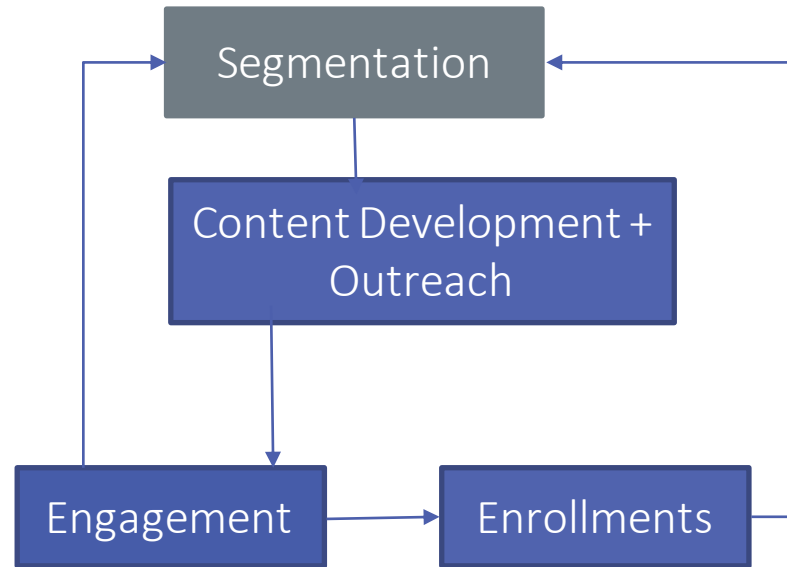 Segmentation
Content Development +
Outreach
Engagement
Enrollments